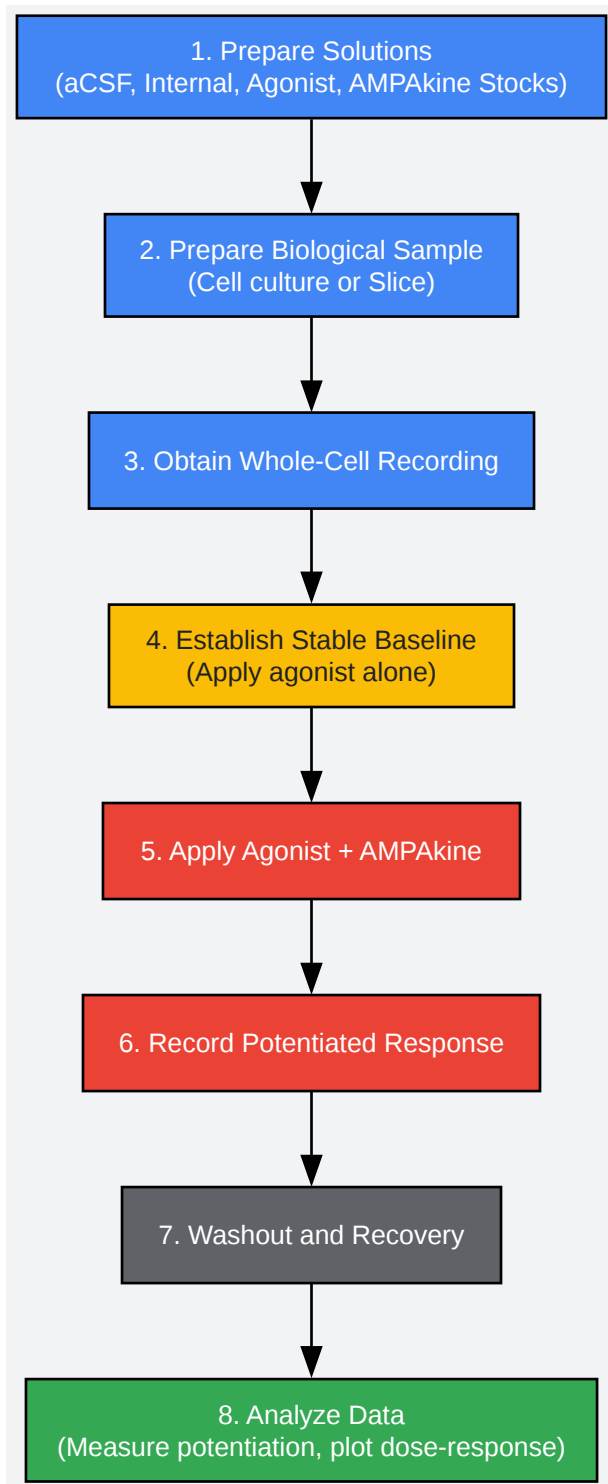 1. Prepare Solutions
(aCSF, Internal, Agonist, AMPAkine Stocks)
2. Prepare Biological Sample
(Cell culture or Slice)
3. Obtain Whole-Cell Recording
4. Establish Stable Baseline
(Apply agonist alone)
5. Apply Agonist + AMPAkine
6. Record Potentiated Response
7. Washout and Recovery
8. Analyze Data
(Measure potentiation, plot dose-response)